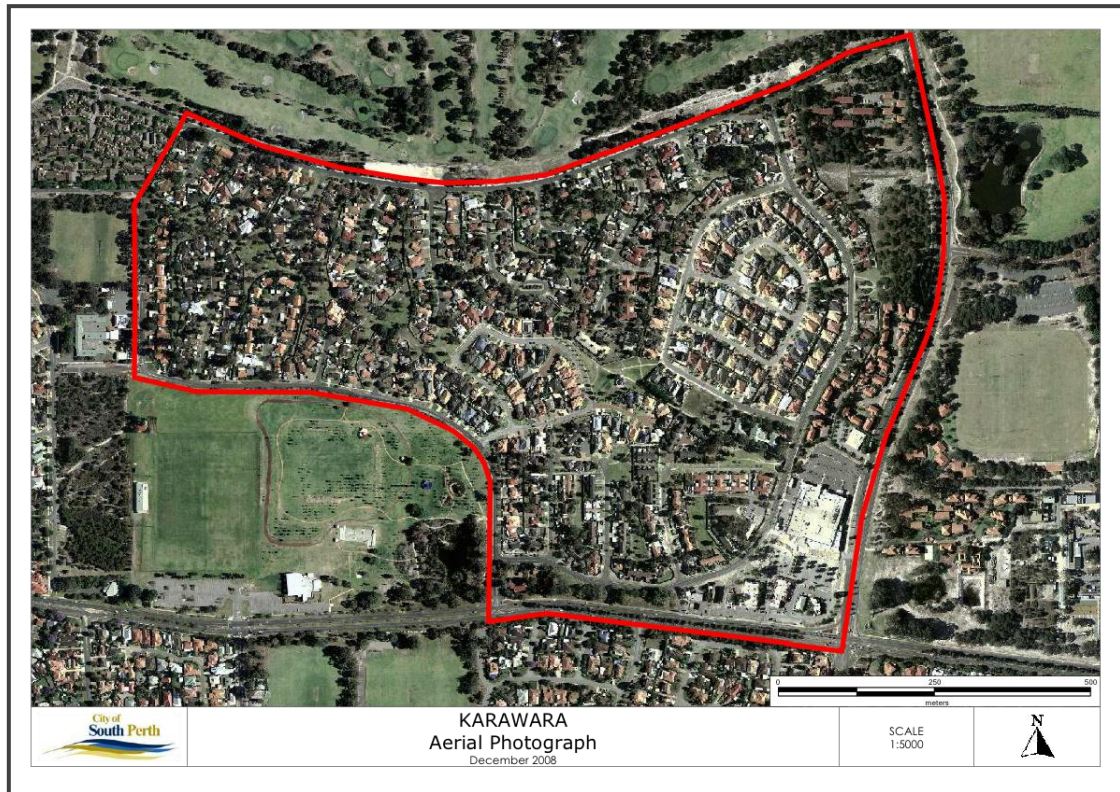 0 250 500
meters
City of
South Perth
KARAWARA
Aerial Photograph
December 2008
SCALE
1:5000
N